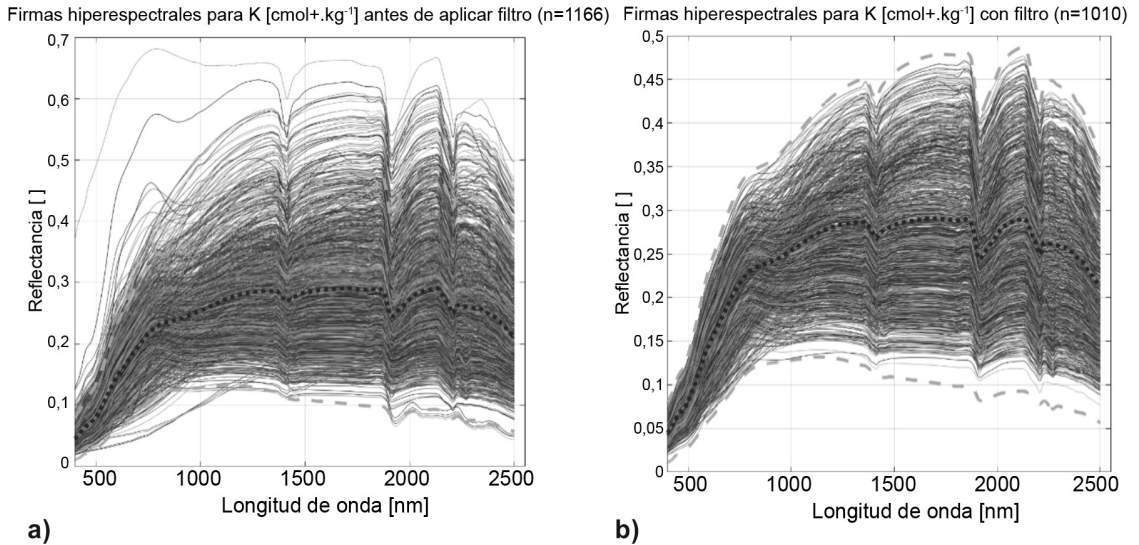 Firmas hiperespectrales para K [cmol+.kg⁻¹] antes de aplicar filtro (n=1166)
0,7
0,6
0,5
0,4
0,3
0,2
0,1
0
Reflectancia [ ]
500 1000 1500 2000 2500
Longitud de onda [nm]
a)
Firmas hiperespectrales para K [cmol+.kg⁻¹] con filtro (n=1010)
0,5
0,45
0,4
0,35
0,3
0,25
0,2
0,15
0,1
0,05
0
Reflectancia [ ]
500 1000 1500 2000 2500
Longitud de onda [nm]
b)